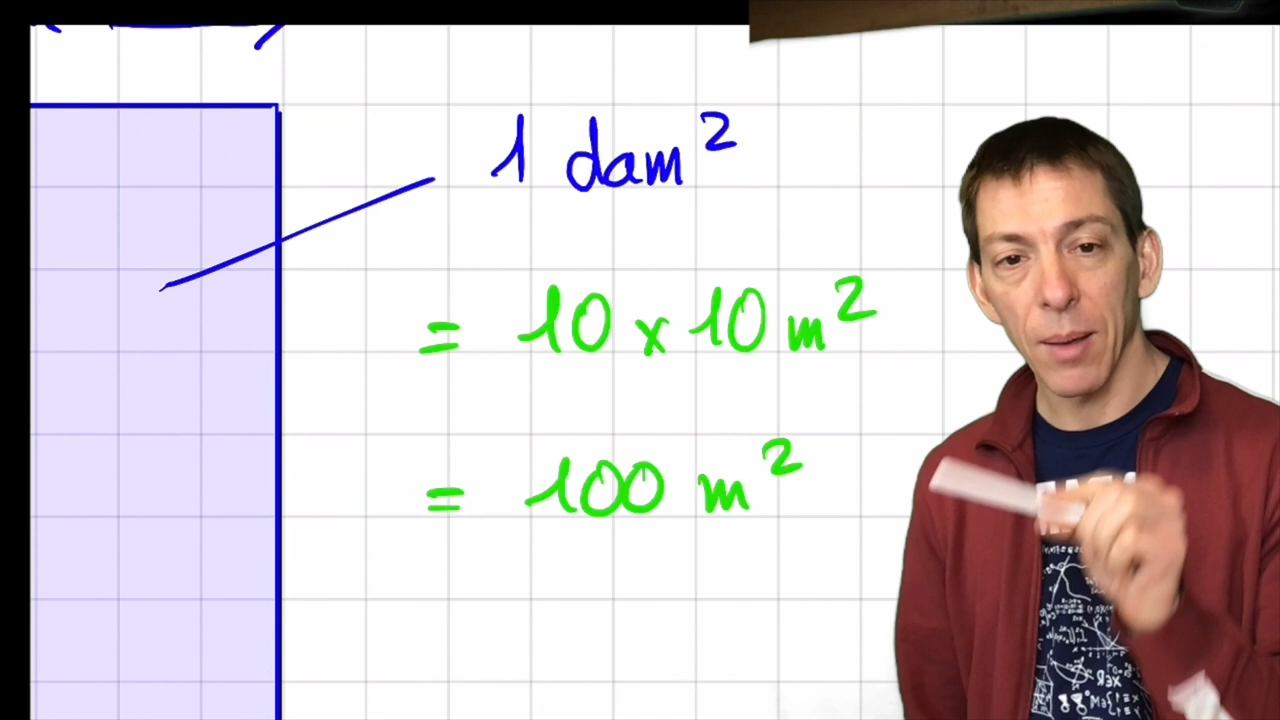 1 dam²
= 10 x 10 m²
= 100 m²